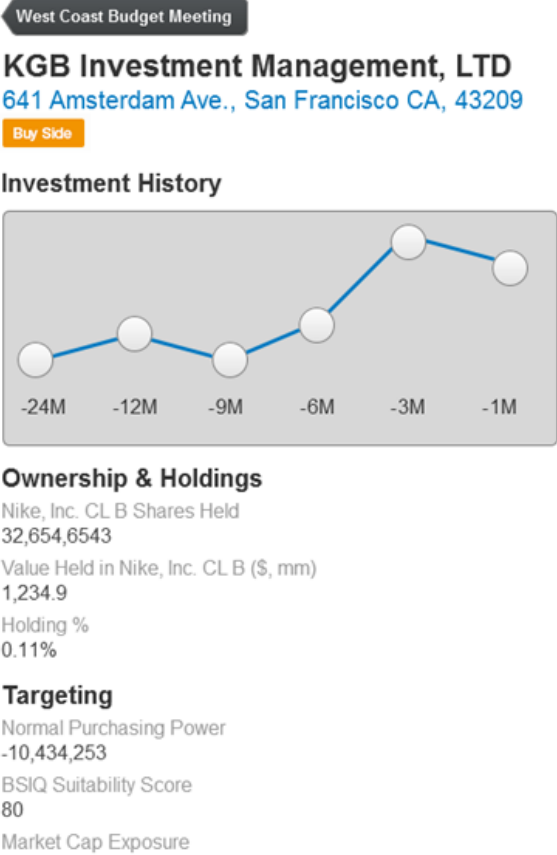 West Coast Budget Meeting
KGB Investment Management, LTD
641 Amsterdam Ave., San Francisco CA, 43209
Buy Side
Investment History
-24M -12M -9M -6M -3M -1M
Ownership & Holdings
Nike, Inc. CL B Shares Held
32,654,6543
Value Held in Nike, Inc. CL B ($, mm)
1,234.9
Holding %
0.11%
Targeting
Normal Purchasing Power
-10,434,253
BSIQ Suitability Score
80
Market Cap Exposure